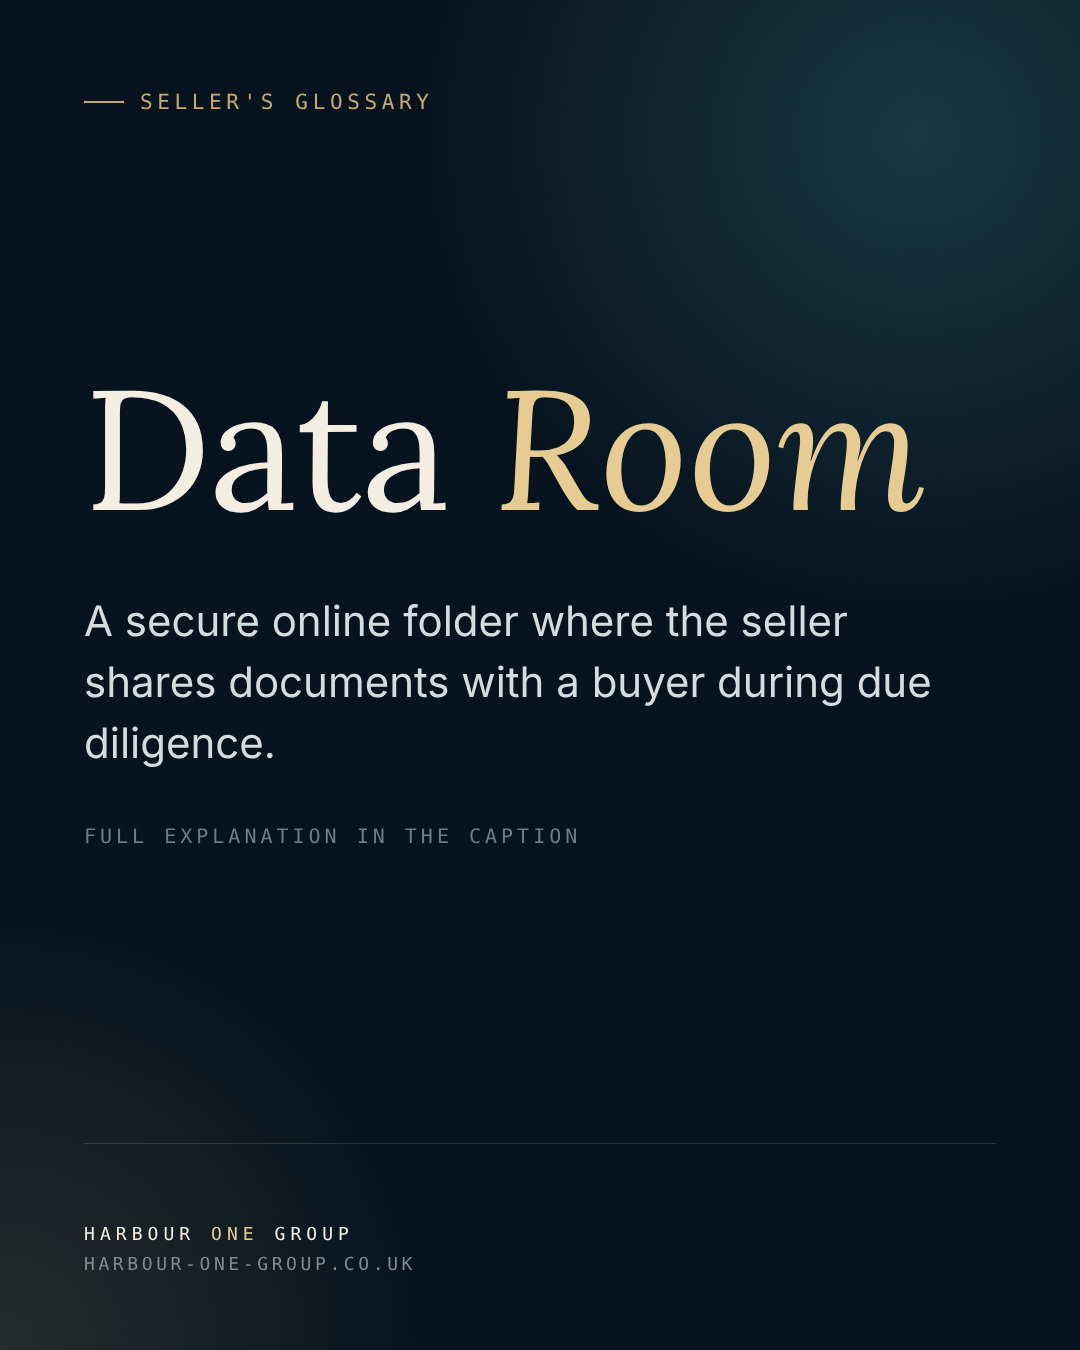 SELLER'S GLOSSARY
Data Room
A secure online folder where the seller
shares documents with a buyer during due
diligence.
FULL EXPLANATION IN THE CAPTION
HARBOUR ONE GROUP
HARBOUR-ONE-GROUP.CO.UK